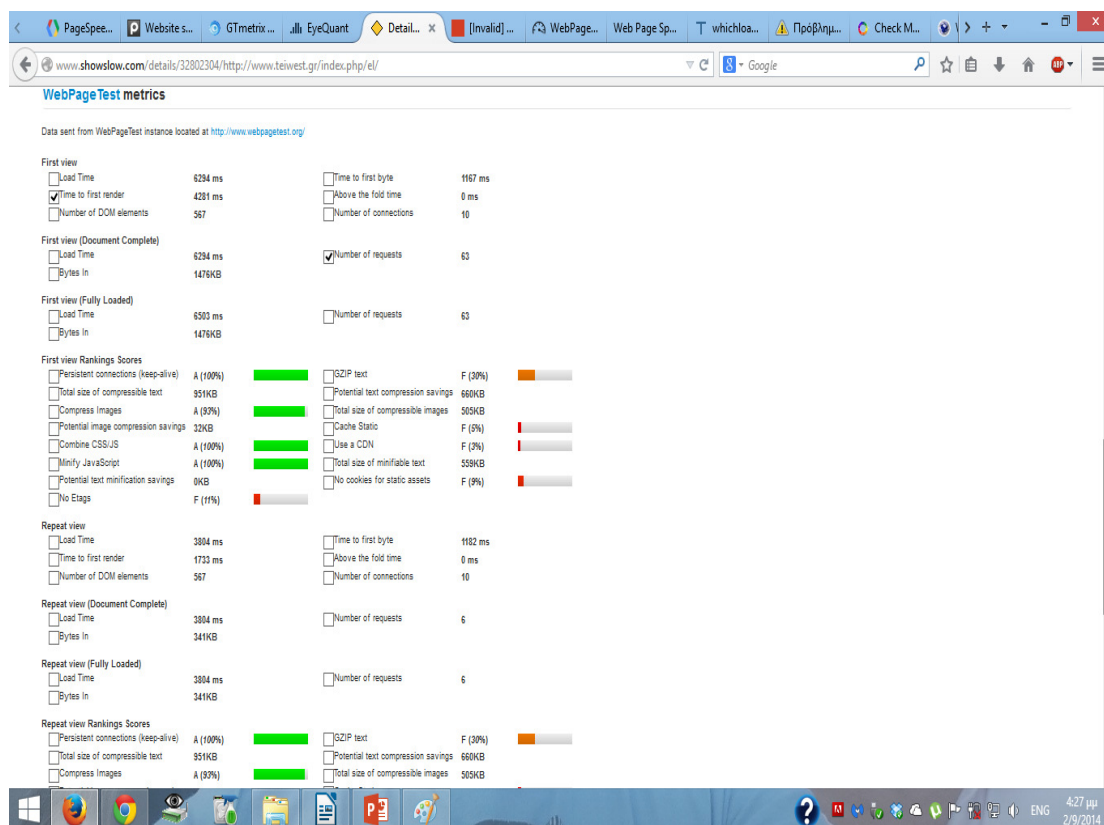 PageSpee... Website s... GTmetrix ... EyeQuant Detail... x [Invalid] ... WebPage... Web Page Sp... whichloa... Πρόβλημ... Check M...
www.showslow.com/details/32802304/http://www.teiwest.gr/index.php/el/ Google
WebPageTest metrics
Data sent from WebPageTest instance located at http://www.webpagetest.org/
First view
Load Time 6294 ms Time to first byte 1167 ms
Time to first render 4281 ms Above the fold time 0 ms
Number of DOM elements 567 Number of connections 10
First view (Document Complete)
Load Time 6294 ms Number of requests 63
Bytes In 1476KB
First view (Fully Loaded)
Load Time 6503 ms Number of requests 63
Bytes In 1476KB
First view Rankings Scores
Persistent connections (keep-alive) A (100%) GZIP text F (30%)
Total size of compressible text 951KB Potential text compression savings 660KB
Compress Images A (93%) Total size of compressible images 505KB
Potential image compression savings 32KB Cache Static F (5%)
Combine CSS/JS A (100%) Use a CDN F (3%)
Minify JavaScript A (100%) Total size of minifiable text 559KB
Potential text minification savings 0KB No cookies for static assets F (9%)
No Etags F (11%)
Repeat view
Load Time 3804 ms Time to first byte 1182 ms
Time to first render 1733 ms Above the fold time 0 ms
Number of DOM elements 567 Number of connections 10
Repeat view (Document Complete)
Load Time 3804 ms Number of requests 6
Bytes In 341KB
Repeat view (Fully Loaded)
Load Time 3804 ms Number of requests 6
Bytes In 341KB
Repeat view Rankings Scores
Persistent connections (keep-alive) A (100%) GZIP text F (30%)
Total size of compressible text 951KB Potential text compression savings 660KB
Compress Images A (93%) Total size of compressible images 505KB
ENG 4:27 μμ
2/9/2014